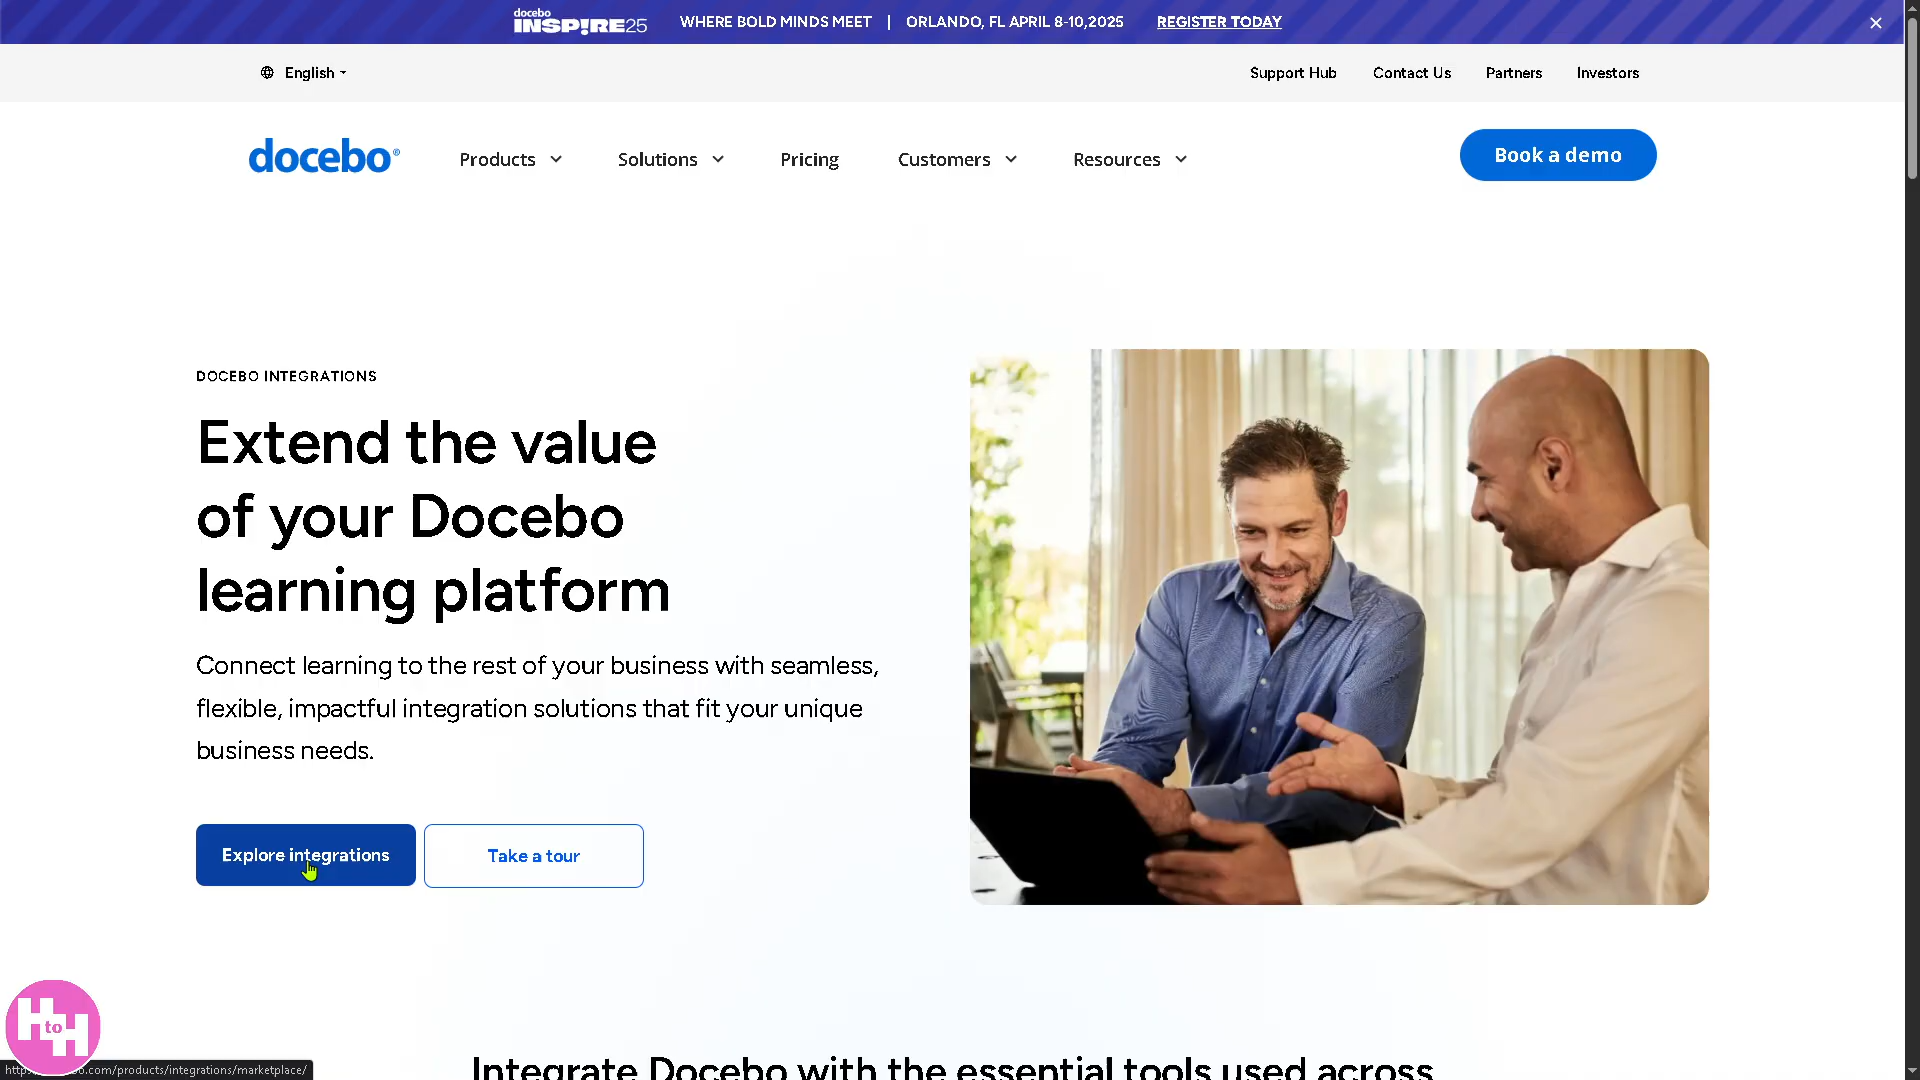 docebo
INSP!RE25
WHERE BOLD MINDS MEET | ORLANDO, FL APRIL 8-10,2025 REGISTER TODAY
English
Support Hub Contact Us Partners Investors
docebo®
Products Solutions Pricing Customers Resources
Book a demo
DOCEBO INTEGRATIONS
Extend the value
of your Docebo
learning platform
Connect learning to the rest of your business with seamless,
flexible, impactful integration solutions that fit your unique
business needs.
Explore integrations Take a tour
H to H
Integrate Docebo with the essential tools used across
.com/products/integrations/marketplace/